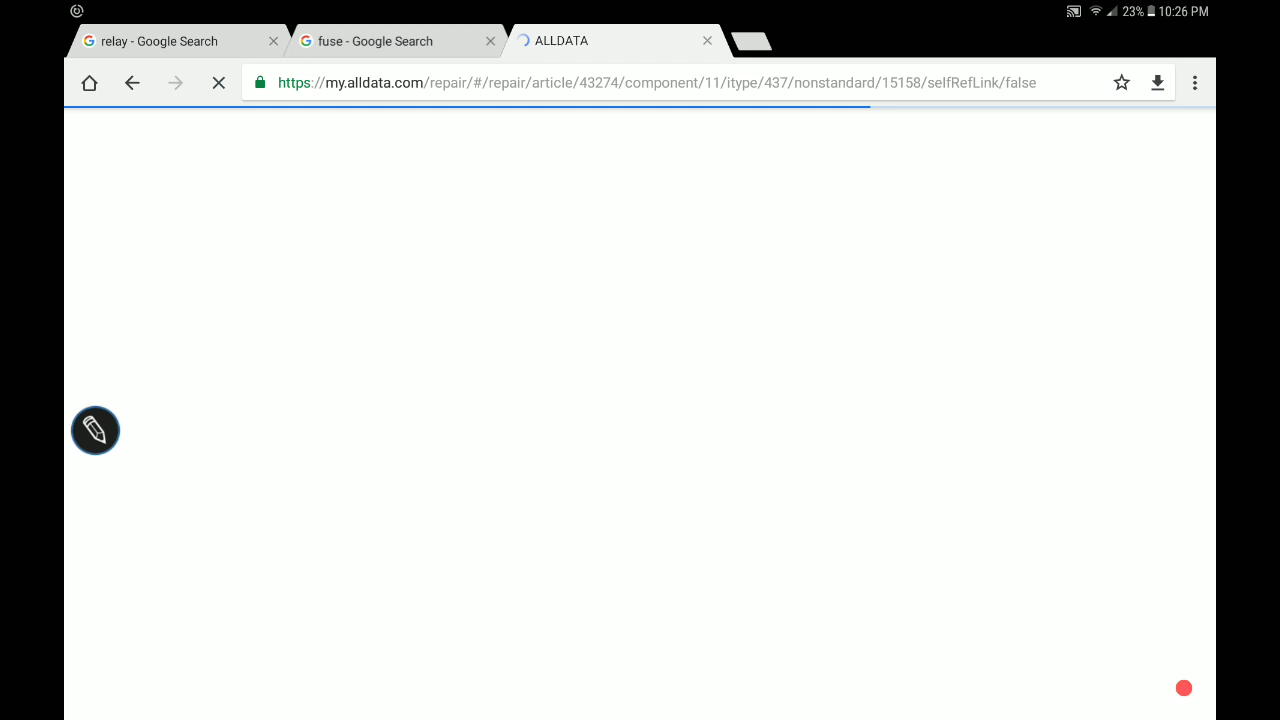 23% 10:26 PM
relay - Google Search
fuse - Google Search
ALLDATA
https://my.alldata.com/repair/#/repair/article/43274/component/11/itype/437/nonstandard/15158/selfRefLink/false